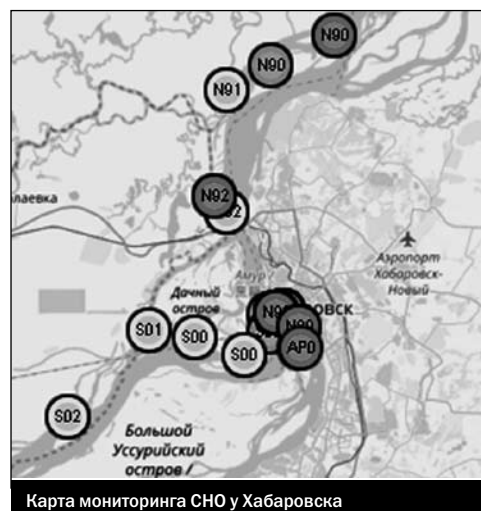 N90
N90
N91
лаевка
N92
Аэропорт
Хабаровск-
Новый
Амур /
Дачный
остров
ОВСК
S01
S00
S00
AP0
S02
Большой
Уссурийский
остров /
Карта мониторинга СНО у Хабаровска